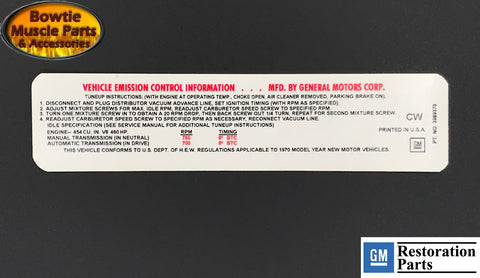 Bowtie
Muscle Parts
& Accessories
VEHICLE EMISSION CONTROL INFORMATION . . . MFD. BY GENERAL MOTORS CORP.
TUNEUP INSTRUCTIONS: (WITH ENGINE AT OPERATING TEMP., CHOKE OPEN, AIR CLEANER REMOVED, PARKING BRAKE ON).
1. DISCONNECT AND PLUG DISTRIBUTOR VACUUM ADVANCE LINE, SET IGNITION TIMING (WITH RPM AS SPECIFIED).
2. ADJUST MIXTURE SCREWS FOR MAX. IDLE RPM, READJUST CARBURETOR SPEED SCREW TO SPECIFIED RPM.
3. TURN ONE MIXTURE SCREW IN TO OBTAIN A 20 RPM DROP, THEN BACK SCREW OUT 1/4 TURN, REPEAT FOR SECOND MIXTURE SCREW.
4. READJUST CARBURETOR SPEED SCREW TO SPECIFIED RPM AS NECESSARY; RECONNECT VACUUM LINE.
IDLE SPECIFICATION (SEE SERVICE MANUAL FOR ADDITIONAL TUNEUP INSTRUCTIONS)
ENGINE— 454 CU. IN. V8 460 HP.
RPM TIMING
MANUAL TRANSMISSION (IN NEUTRAL) 750 8° BTC
AUTOMATIC TRANSMISSION (IN DRIVE) 700 8° BTC
THIS VEHICLE CONFORMS TO U.S. DEPT. OF H.E.W. REGULATIONS APPLICABLE TO 1970 MODEL YEAR NEW MOTOR VEHICLES.
CW
PRINTED IN U.S.A.
GM
PT. NO.
GM
Restoration
Parts